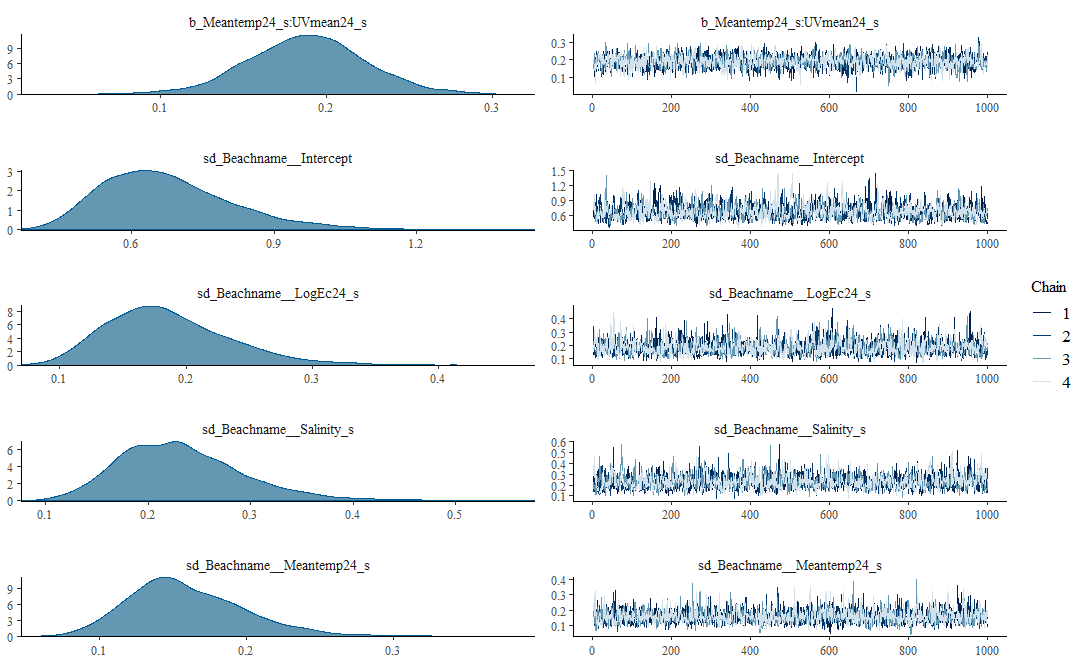 b_Meantemp24_s:UVmean24_s
9
6
3
0
0.1 0.2 0.3
b_Meantemp24_s:UVmean24_s
0.3
0.2
0.1
0 200 400 600 800 1000
sd_Beachname__Intercept
3
2
1
0
0.6 0.9 1.2
sd_Beachname__Intercept
1.5
1.2
0.9
0.6
0 200 400 600 800 1000
sd_Beachname__LogEc24_s
8
6
4
2
0
0.1 0.2 0.3 0.4
sd_Beachname__LogEc24_s
0.4
0.3
0.2
0.1
0 200 400 600 800 1000
sd_Beachname__Salinity_s
6
4
2
0
0.1 0.2 0.3 0.4 0.5
sd_Beachname__Salinity_s
0.6
0.5
0.4
0.3
0.2
0.1
0 200 400 600 800 1000
sd_Beachname__Meantemp24_s
9
6
3
0
0.1 0.2 0.3
sd_Beachname__Meantemp24_s
0.4
0.3
0.2
0.1
0 200 400 600 800 1000
Chain
1
2
3
4